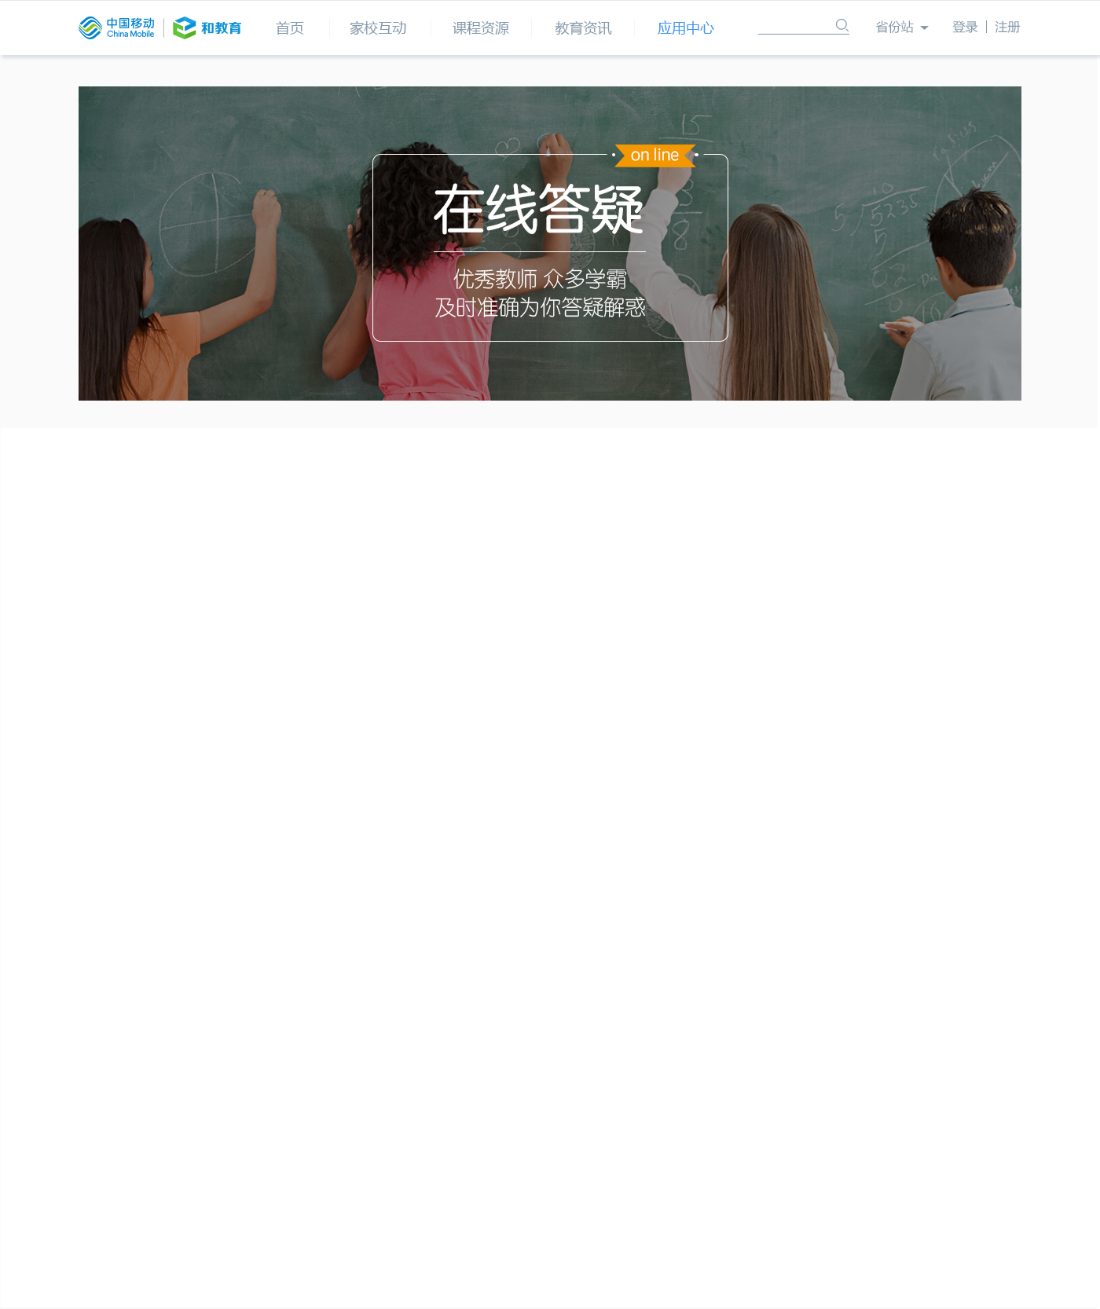 中国移动
China Mobile
和教育
首页
家校互动
课程资源
教育资讯
应用中心
省份站
登录
注册
on line
在线答疑
优秀教师 众多学霸
及时准确为你答疑解惑
15
5235